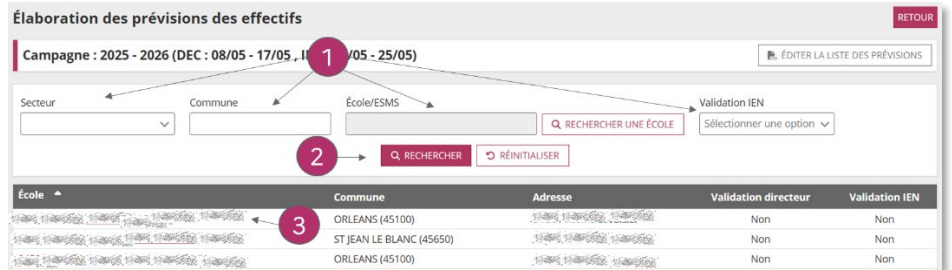 Élaboration des prévisions des effectifs
RETOUR
Campagne : 2025 - 2026 (DEC : 08/05 - 17/05 , /05 - 25/05)
ÉDITER LA LISTE DES PRÉVISIONS
1
Secteur
Commune
École/ESMS
Validation IEN
RECHERCHER UNE ÉCOLE
Sélectionner une option
2
RECHERCHER
RÉINITIALISER
École
Commune
Adresse
Validation directeur
Validation IEN
3
ORLEANS (45100)
Non
Non
ST JEAN LE BLANC (45650)
Non
Non
ORLEANS (45100)
Non
Non